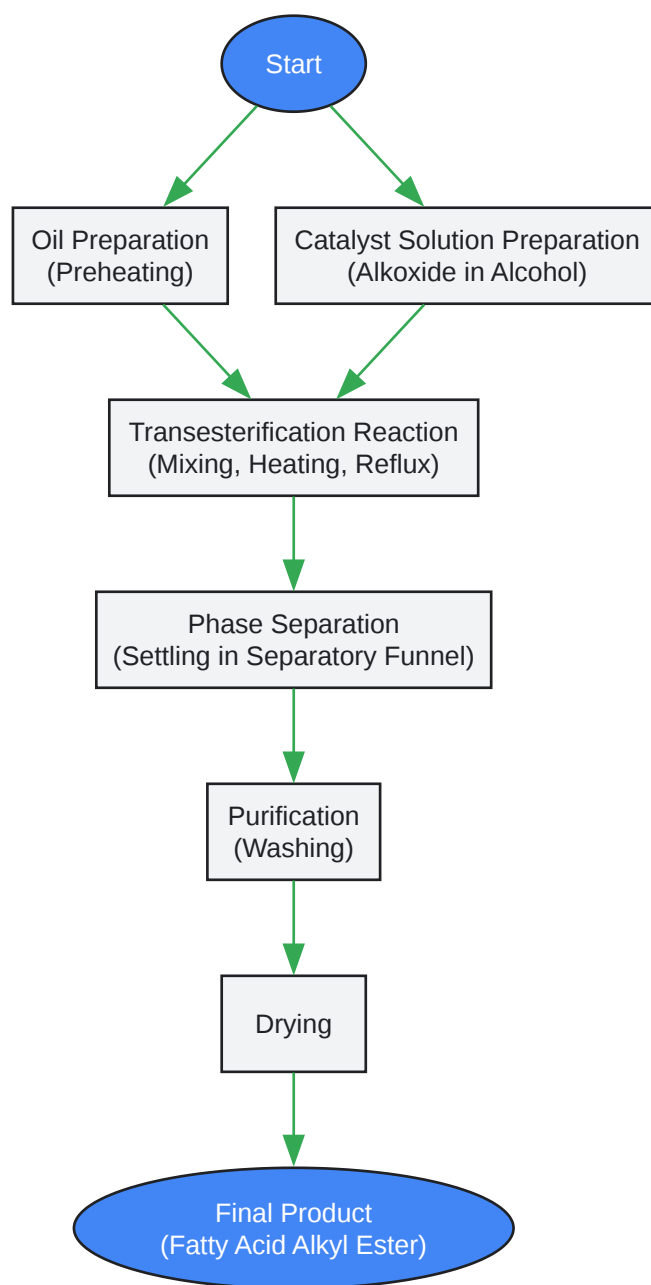 Start
Oil Preparation
(Preheating)
Catalyst Solution Preparation
(Alkoxide in Alcohol)
Transesterification Reaction
(Mixing, Heating, Reflux)
Phase Separation
(Settling in Separatory Funnel)
Purification
(Washing)
Drying
Final Product
(Fatty Acid Alkyl Ester)